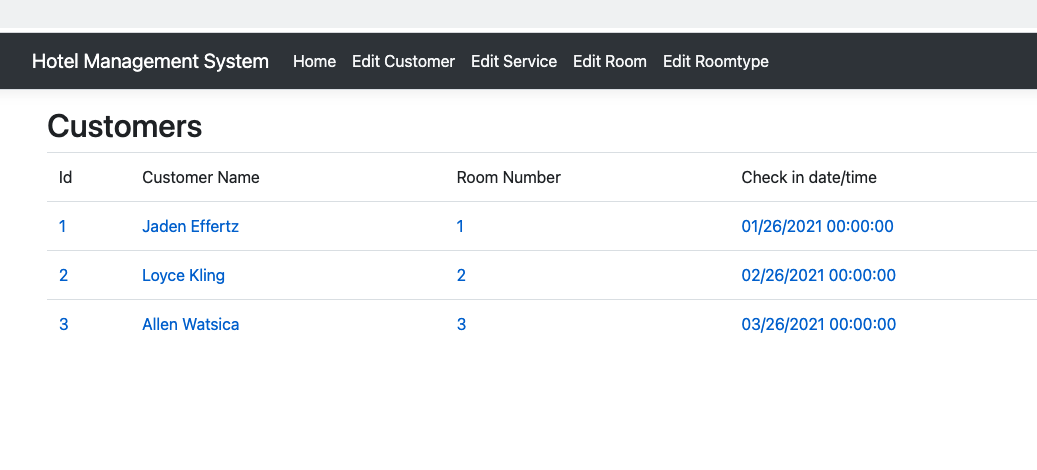 Hotel Management System Home Edit Customer Edit Service Edit Room Edit Roomtype
Customers
Id Customer Name Room Number Check in date/time
1 Jaden Effertz 1 01/26/2021 00:00:00
2 Loyce Kling 2 02/26/2021 00:00:00
3 Allen Watsica 3 03/26/2021 00:00:00